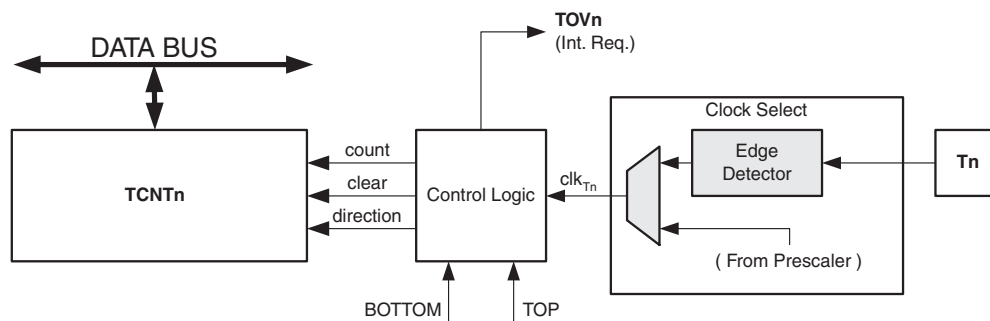 TOVn
(Int. Req.)
DATA BUS
Clock Select
TCNTn
count
clear
direction
Control Logic
clkTn
Edge
Detector
Tn
( From Prescaler )
BOTTOM
TOP